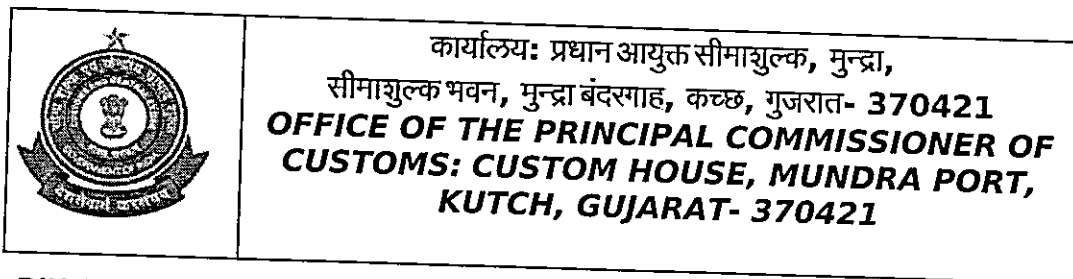 कार्यालय: प्रधान आयुक्त सीमाशुल्क, मुन्द्रा,
सीमाशुल्क भवन, मुन्द्रा बंदरगाह, कच्छ, गुजरात- 370421
OFFICE OF THE PRINCIPAL COMMISSIONER OF
CUSTOMS: CUSTOM HOUSE, MUNDRA PORT,
KUTCH, GUJARAT- 370421